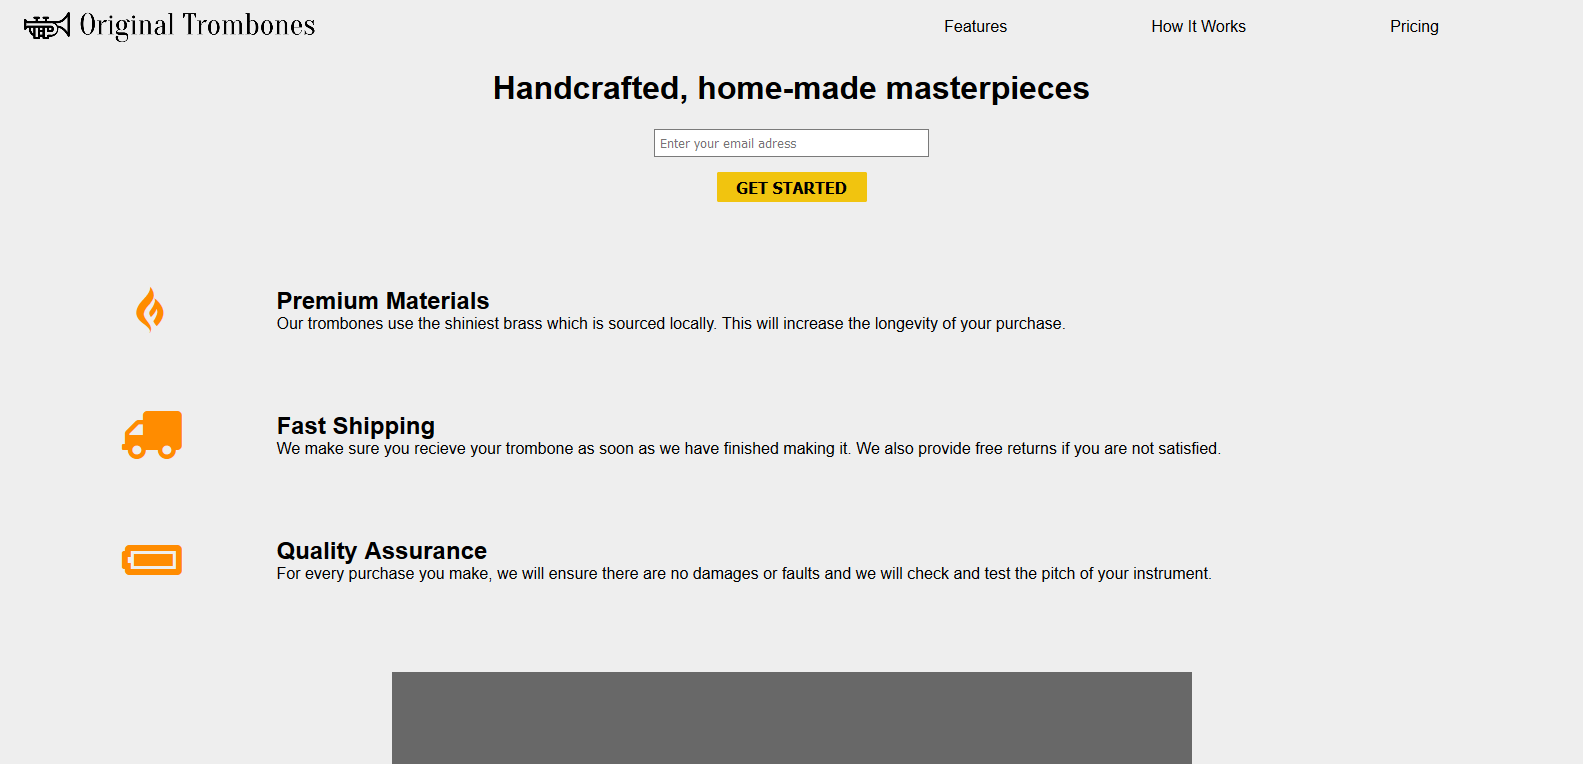 Original Trombones
Features
How It Works
Pricing
Handcrafted, home-made masterpieces
Enter your email adress
GET STARTED
Premium Materials
Our trombones use the shiniest brass which is sourced locally. This will increase the longevity of your purchase.
Fast Shipping
We make sure you recieve your trombone as soon as we have finished making it. We also provide free returns if you are not satisfied.
Quality Assurance
For every purchase you make, we will ensure there are no damages or faults and we will check and test the pitch of your instrument.